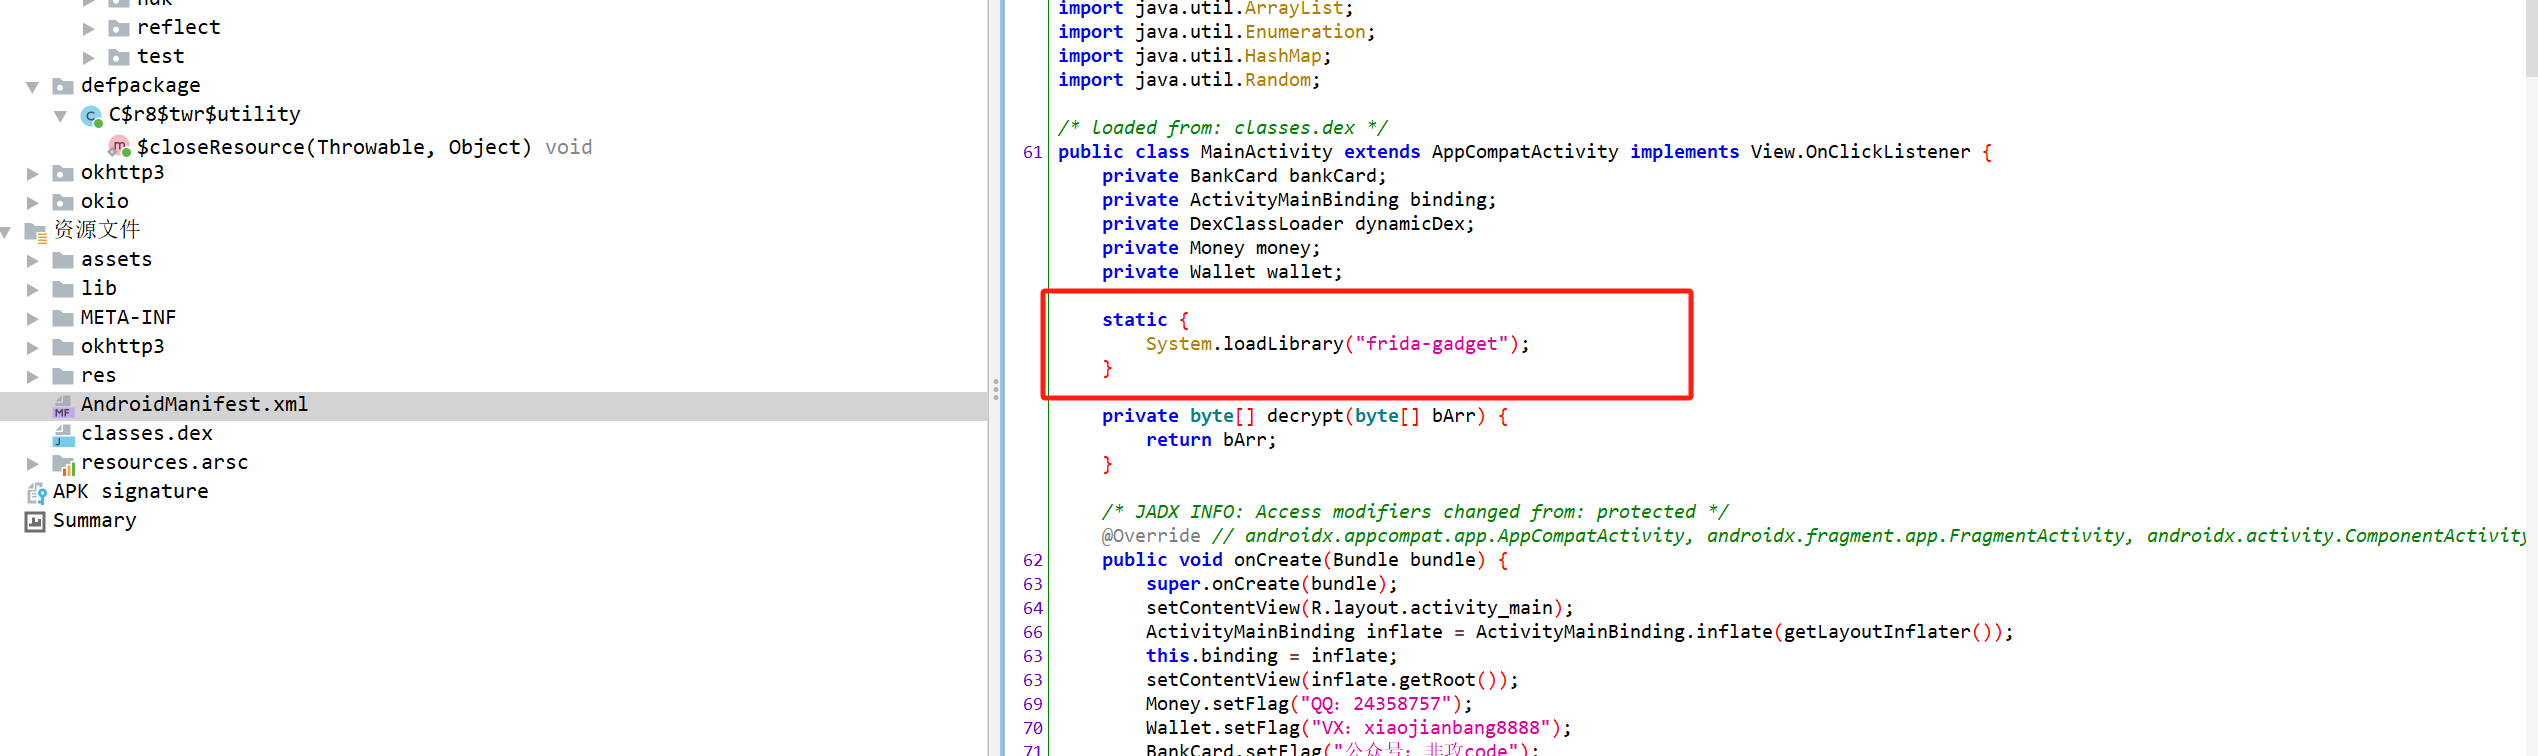 huk
reflect
test
defpackage
C$r8$twr$utility
$closeResource(Throwable, Object) void
okhttp3
okio
资源文件
assets
lib
META-INF
okhttp3
res
MF AndroidManifest.xml
classes.dex
resources.arsc
APK signature
Summary
import java.util.ArrayList;
import java.util.Enumeration;
import java.util.HashMap;
import java.util.Random;
/* loaded from: classes.dex */
61 public class MainActivity extends AppCompatActivity implements View.OnClickListener {
private BankCard bankCard;
private ActivityMainBinding binding;
private DexClassLoader dynamicDex;
private Money money;
private Wallet wallet;
static {
System.loadLibrary("frida-gadget");
}
private byte[] decrypt(byte[] bArr) {
return bArr;
}
/* JADX INFO: Access modifiers changed from: protected */
@Override // androidx.appcompat.app.AppCompatActivity, androidx.fragment.app.FragmentActivity, androidx.activity.ComponentActivity
62 public void onCreate(Bundle bundle) {
63 super.onCreate(bundle);
64 setContentView(R.layout.activity_main);
66 ActivityMainBinding inflate = ActivityMainBinding.inflate(getLayoutInflater());
63 this.binding = inflate;
63 setContentView(inflate.getRoot());
69 Money.setFlag("QQ：24358757");
70 Wallet.setFlag("VX：xiaojianbang8888");
71 BankCard.setFlag("公众号：非攻code");